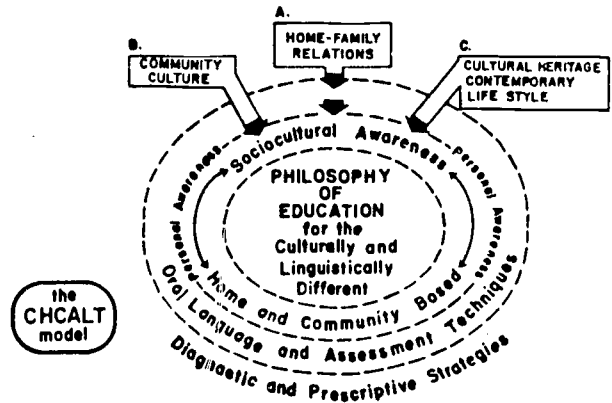 A.
HOME-FAMILY
RELATIONS
B.
COMMUNITY
CULTURE
C.
CULTURAL HERITAGE
CONTEMPORARY
LIFE STYLE
Sociocultural Awareness
Personal Awareness
Personal Awareness
PHILOSOPHY
OF
EDUCATION
for the
Culturally and
Linguistically
Different
Home and Community Based
Oral Language and Assessment Techniques
Diagnostic and Prescriptive Strategies
the
CHCALT
model